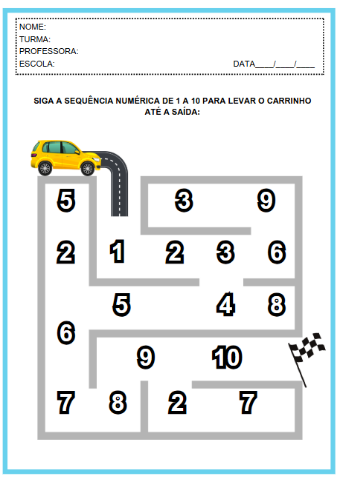 NOME:
TURMA:
PROFESSORA:
ESCOLA: DATA____/____/____
SIGA A SEQUÊNCIA NUMÉRICA DE 1 A 10 PARA LEVAR O CARRINHO
ATÉ A SAÍDA:
5 3 9
2 1 2 3 6
5 4 8
6
9 10
7 8 2 7